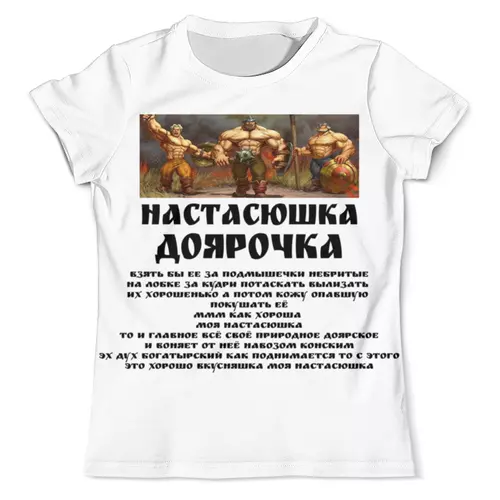 НАСТАСЮШКА
ДОЯРОЧКА
ВЗЯТЬ БЫ ЕЕ ЗА ПОДМЫШЕЧКИ НЕБРИТЫЕ
НА ЛОБКЕ ЗА КУДРИ ПОТАСКАТЬ ВЫЛИЗАТЬ
ИХ ХОРОШЕНЬКО А ПОТОМ КОЖУ ОПАВШУЮ
ПОКУШАТЬ ЕЁ
МММ КАК ХОРОША
МОЯ НАСТАСЮШКА
ТО И ГЛАВНОЕ ВСЁ СВОЁ ПРИРОДНОЕ ДОЯРСКОЕ
И ВОНЯЕТ ОТ НЕЁ НАВОЗОМ КОНСКИМ
ЭХ ДУХ БОГАТЫРСКИЙ КАК ПОДНИМАЕТСЯ ТО С ЭТОГО
ЭТО ХОРОШО ВКУСНЯШКА МОЯ НАСТАСЮШКА